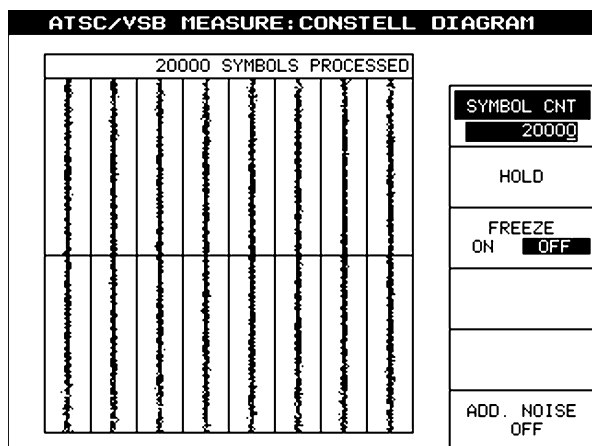 ATSC/VSB MEASURE:CONSTELL DIAGRAM
20000 SYMBOLS PROCESSED
SYMBOL CNT
20000
HOLD
FREEZE
ON OFF
ADD. NOISE
OFF